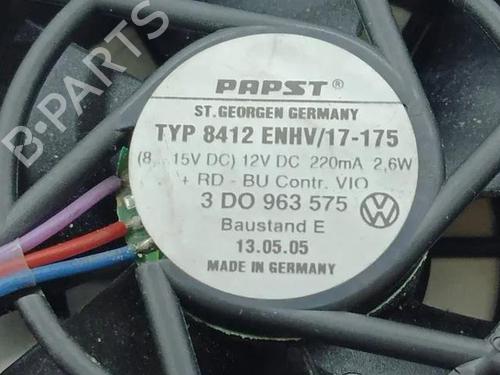 PAPST®
ST. GEORGEN GERMANY
TYP 8412 ENHV/17-175
(8... 15V DC) 12V DC 220mA 2,6W
+ RD - BU Contr. VIO
3 DO 963 575
Baustand E
13.05.05
MADE IN GERMANY
B-PARTS